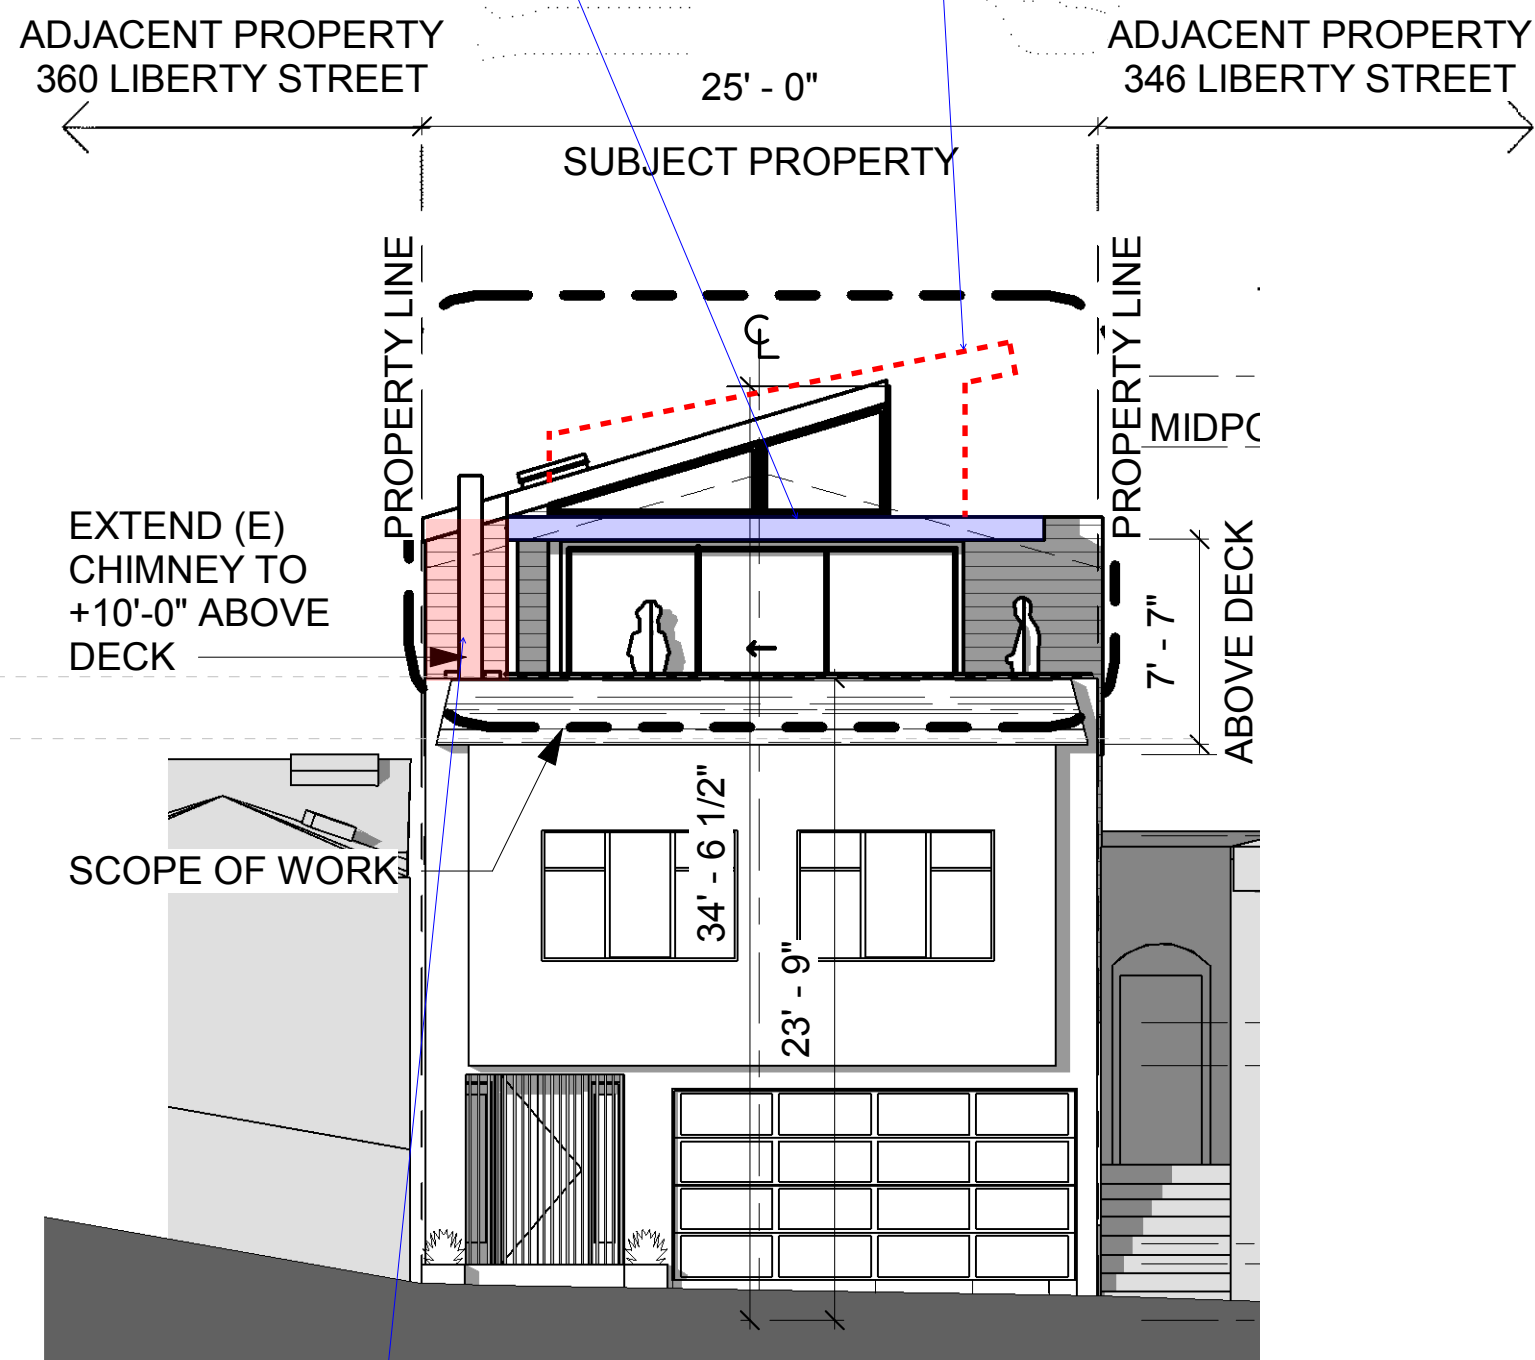 ADJACENT PROPERTY
360 LIBERTY STREET
ADJACENT PROPERTY
346 LIBERTY STREET
25' - 0"
SUBJECT PROPERTY
PROPERTY LINE
PROPERTY LINE
CL
EXTEND (E)
CHIMNEY TO
+10'-0" ABOVE
DECK
7' - 7"
ABOVE DECK
SCOPE OF WORK
34' - 6 1/2"
23' - 9"